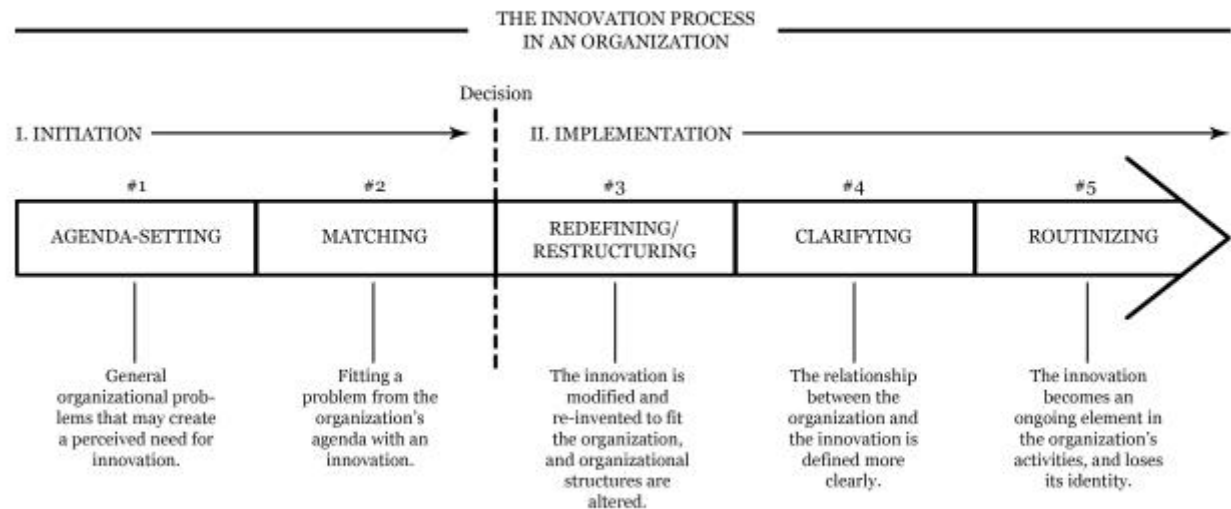 THE INNOVATION PROCESS
IN AN ORGANIZATION
Decision
I. INITIATION
II. IMPLEMENTATION
#1
#2
#3
#4
#5
AGENDA-SETTING
MATCHING
REDEFINING/
RESTRUCTURING
CLARIFYING
ROUTINIZING
General
organizational prob-
lems that may create
a perceived need for
innovation.
Fitting a
problem from the
organization's
agenda with an
innovation.
The innovation is
modified and
re-invented to fit
the organization,
and organizational
structures are
altered.
The relationship
between the
organization and
the innovation is
defined more
clearly.
The innovation
becomes an
ongoing element in
the organization's
activities, and loses
its identity.